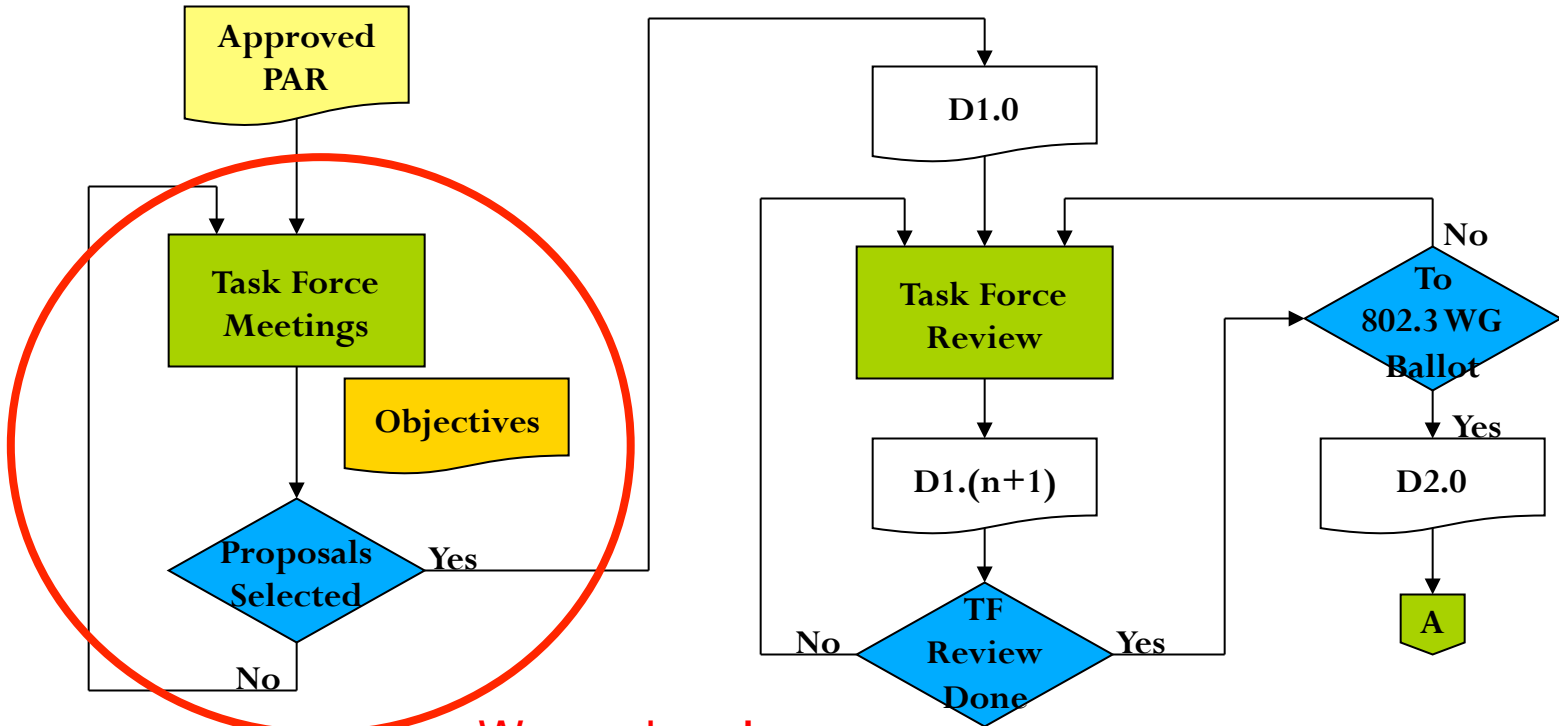 Approved
PAR
Task Force
Meetings
Objectives
Proposals
Selected
Yes
No
D1.0
Task Force
Review
D1.(n+1)
TF
Review
Done
No
Yes
To
802.3 WG
Ballot
No
Yes
D2.0
A